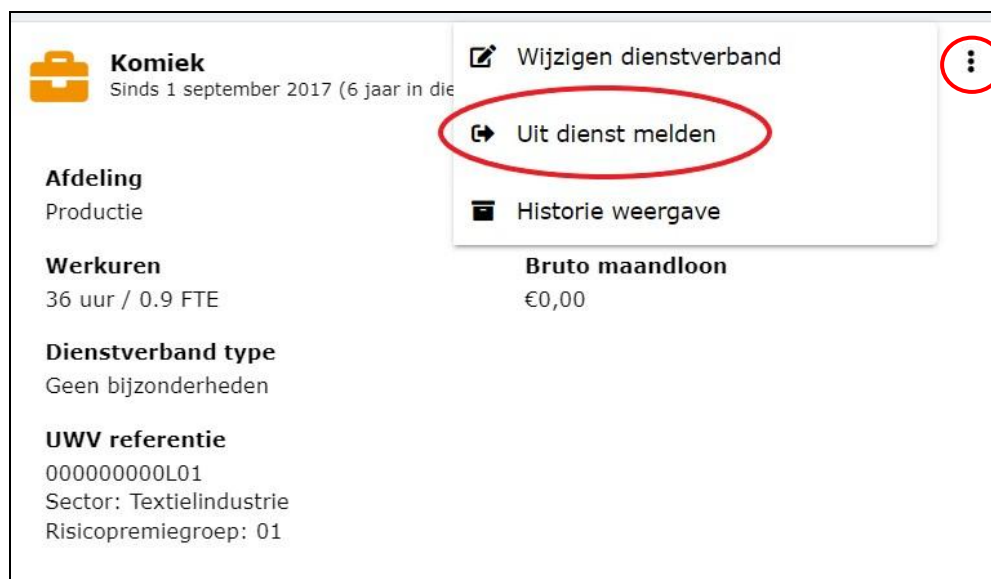 Komiek
Sinds 1 september 2017 (6 jaar in die
Wijzigen dienstverband
Uit dienst melden
Historie weergave
Afdeling
Productie
Werkuren
36 uur / 0.9 FTE
Bruto maandloon
€0,00
Dienstverband type
Geen bijzonderheden
UWV referentie
000000000L01
Sector: Textielindustrie
Risicopremiegroep: 01